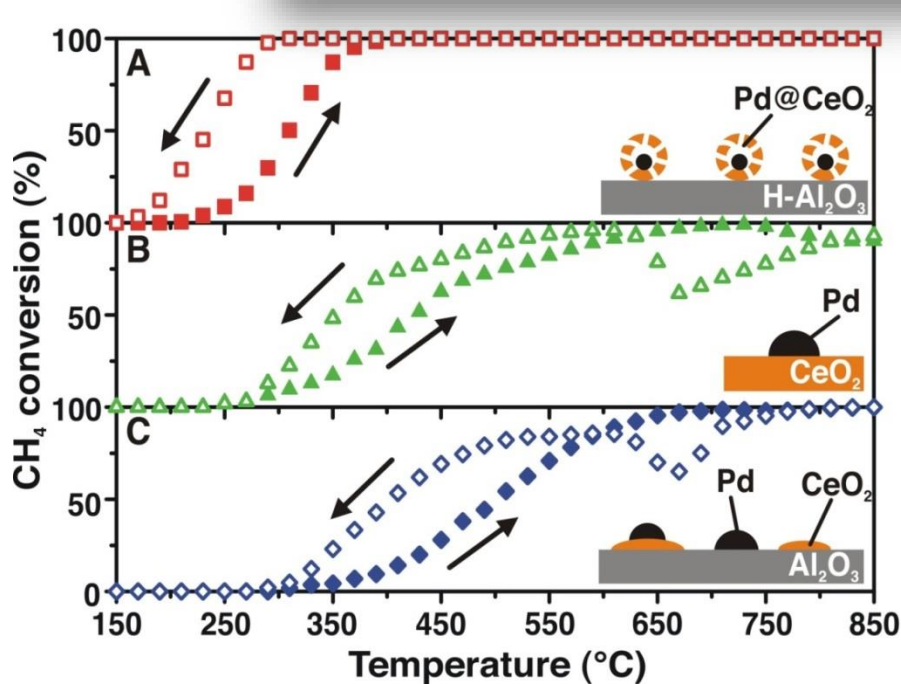 CH₄ conversion (%)
100
50
A
Pd@CeO₂
H-Al₂O₃
100
50
B
Pd
CeO₂
100
50
0
C
Pd
CeO₂
Al₂O₃
150 250 350 450 550 650 750 850
Temperature (°C)